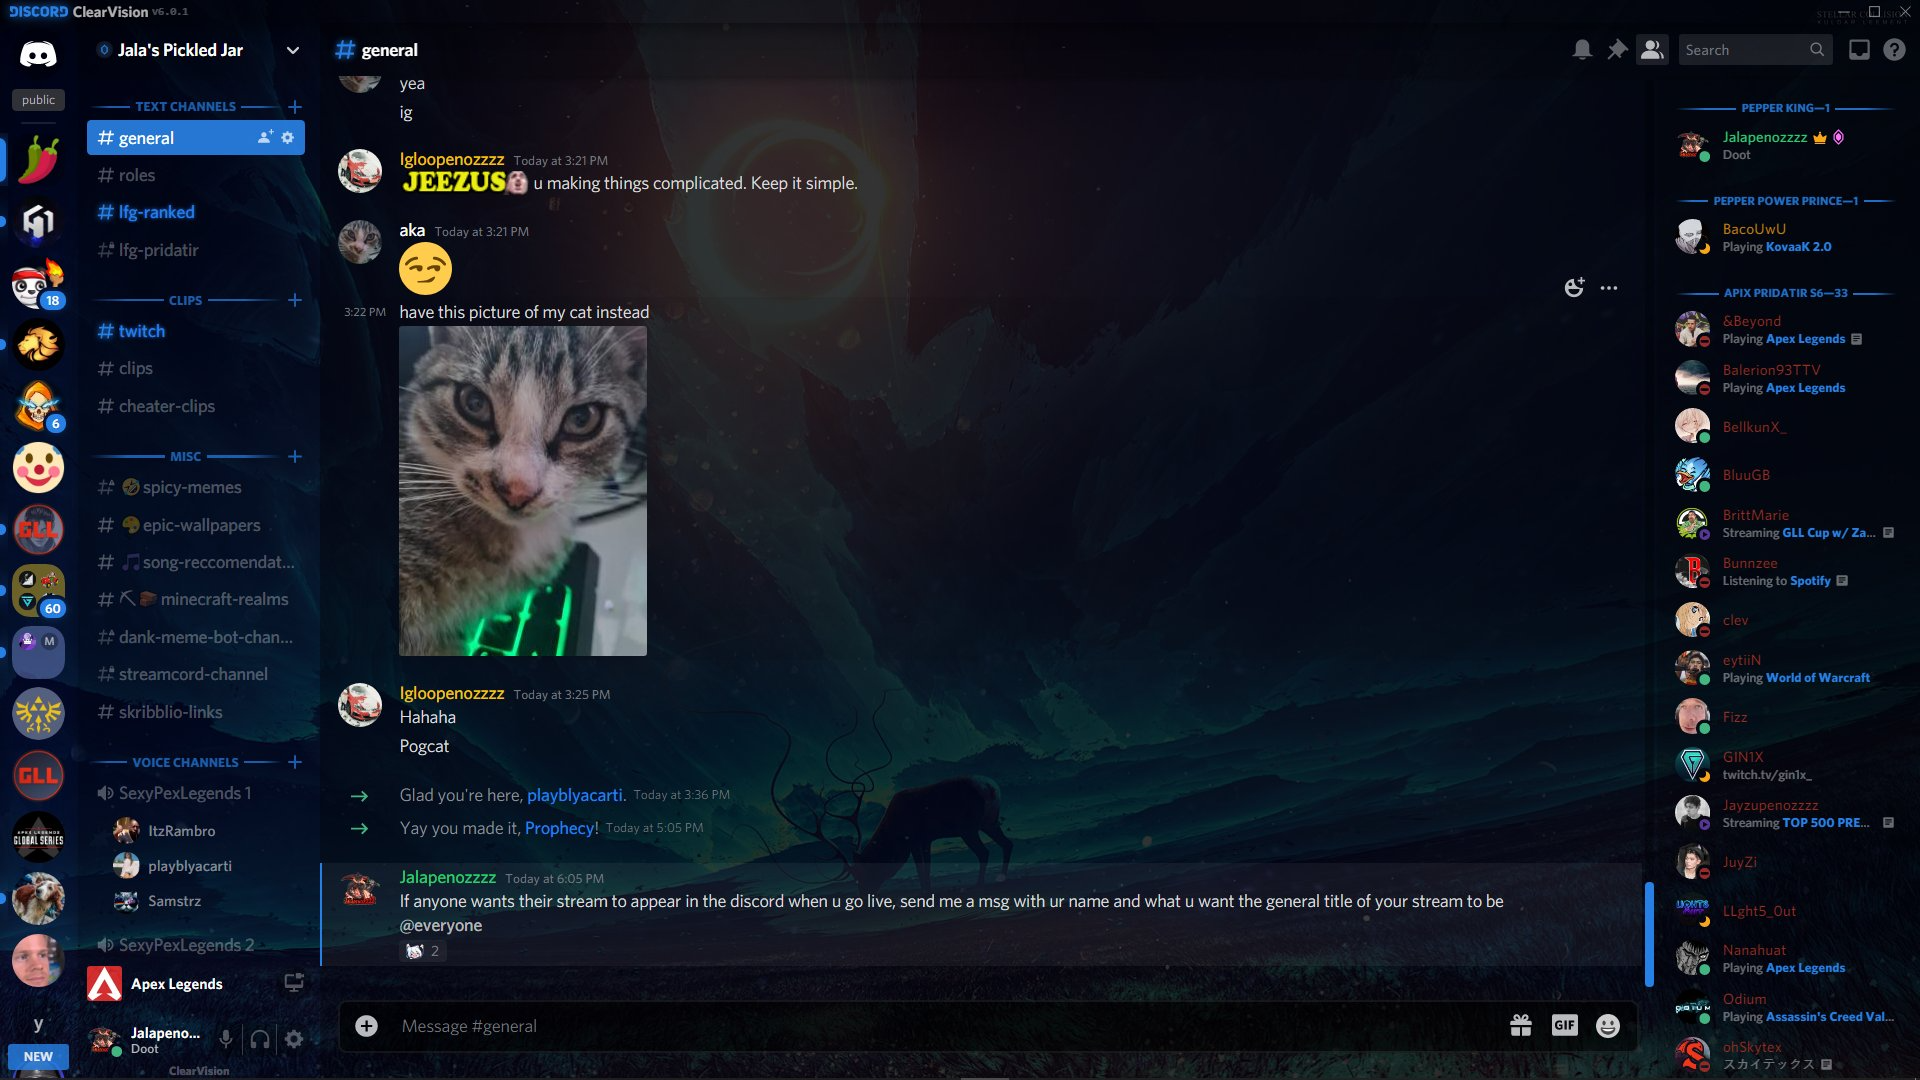 DISCORD ClearVision v6.0.1
Jala's Pickled Jar
# general
Search
public
TEXT CHANNELS
# general
# roles
# lfg-ranked
# lfg-pridatir
CLIPS
# twitch
# clips
# cheater-clips
MISC
# 🤣spicy-memes
# 🎨epic-wallpapers
# 🎵song-reccomendat...
# ⛏🧱minecraft-realms
# dank-meme-bot-chan...
# streamcord-channel
# skribblio-links
VOICE CHANNELS
SexyPexLegends 1
ItzRambro
playblyacarti
Samstrz
SexyPexLegends 2
Apex Legends
Jalapeno...
Doot
ClearVision
18
6
GLL
60
M
GLL
APEX LEGENDS
GLOBAL SERIES
y
NEW
yea
ig
Igloopenozzzz Today at 3:21 PM
JEEZUS u making things complicated. Keep it simple.
aka Today at 3:21 PM
😏
3:22 PM have this picture of my cat instead
Igloopenozzzz Today at 3:25 PM
Hahaha
Pogcat
→ Glad you're here, playblyacarti. Today at 3:36 PM
→ Yay you made it, Prophecy! Today at 5:05 PM
Jalapenozzzz Today at 6:05 PM
If anyone wants their stream to appear in the discord when u go live, send me a msg with ur name and what u want the general title of your stream to be
@everyone
2
Message #general
GIF
PEPPER KING—1
Jalapenozzzz
Doot
PEPPER POWER PRINCE—1
BacoUwU
Playing KovaaK 2.0
APIX PRIDATIR S6—33
&Beyond
Playing Apex Legends
Balerion93TTV
Playing Apex Legends
BellkunX_
BluuGB
BrittMarie
Streaming GLL Cup w/ Za...
Bunnzee
Listening to Spotify
clev
eytiiN
Playing World of Warcraft
Fizz
GIN1X
twitch.tv/gin1x_
Jayzupenozzzz
Streaming TOP 500 PRE...
JuyZi
LLght5_0ut
Nanahuat
Playing Apex Legends
Odium
Playing Assassin's Creed Val...
ohSkytex
スカイテックス